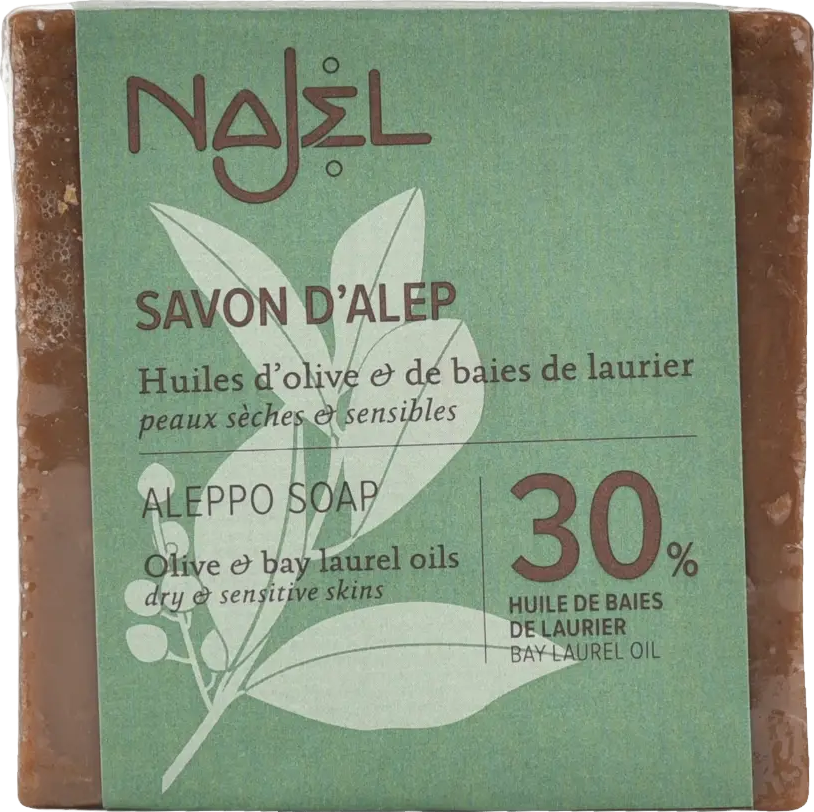 NAJEL
SAVON D'ALEP
Huiles d'olive & de baies de laurier
peaux sèches & sensibles
ALEPPO SOAP
Olive & bay laurel oils
dry & sensitive skins
30%
HUILE DE BAIES
DE LAURIER
BAY LAUREL OIL